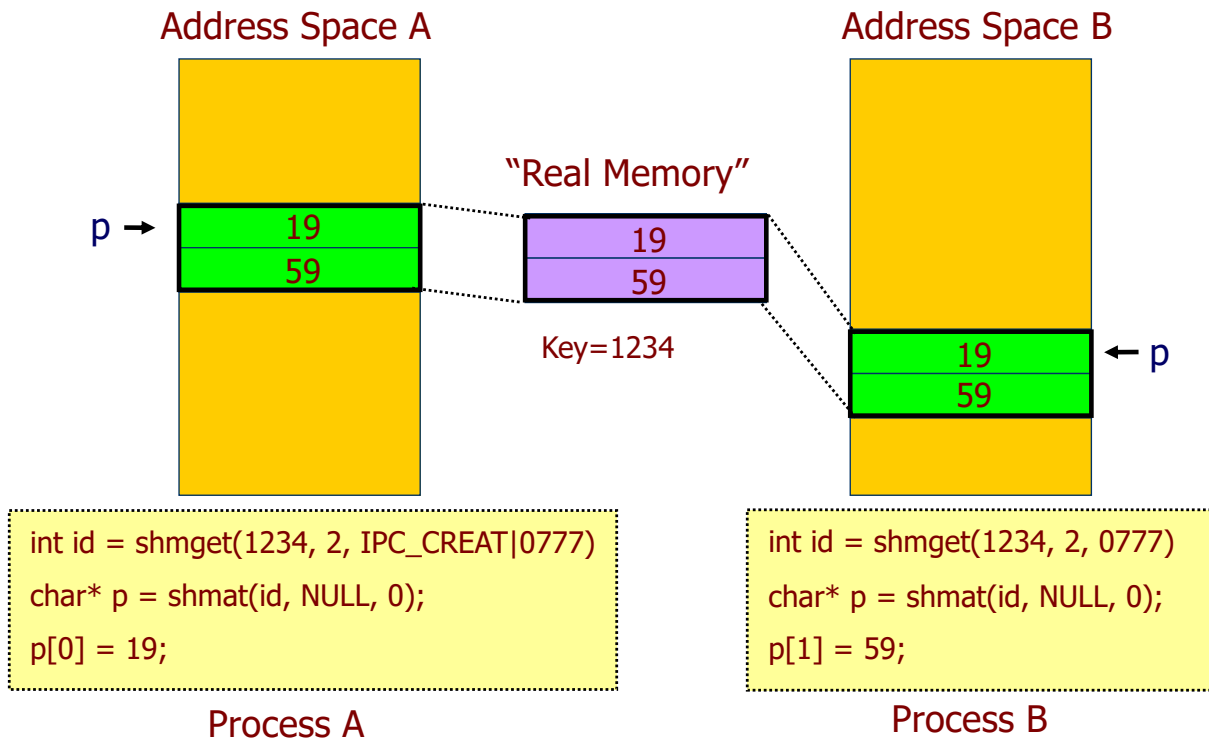 Address Space A
Address Space B
“Real Memory”
p
19
59
19
59
Key=1234
19
59
p
int id = shmget(1234, 2, IPC_CREAT|0777)
char* p = shmat(id, NULL, 0);
p[0] = 19;
Process A
int id = shmget(1234, 2, 0777)
char* p = shmat(id, NULL, 0);
p[1] = 59;
Process B